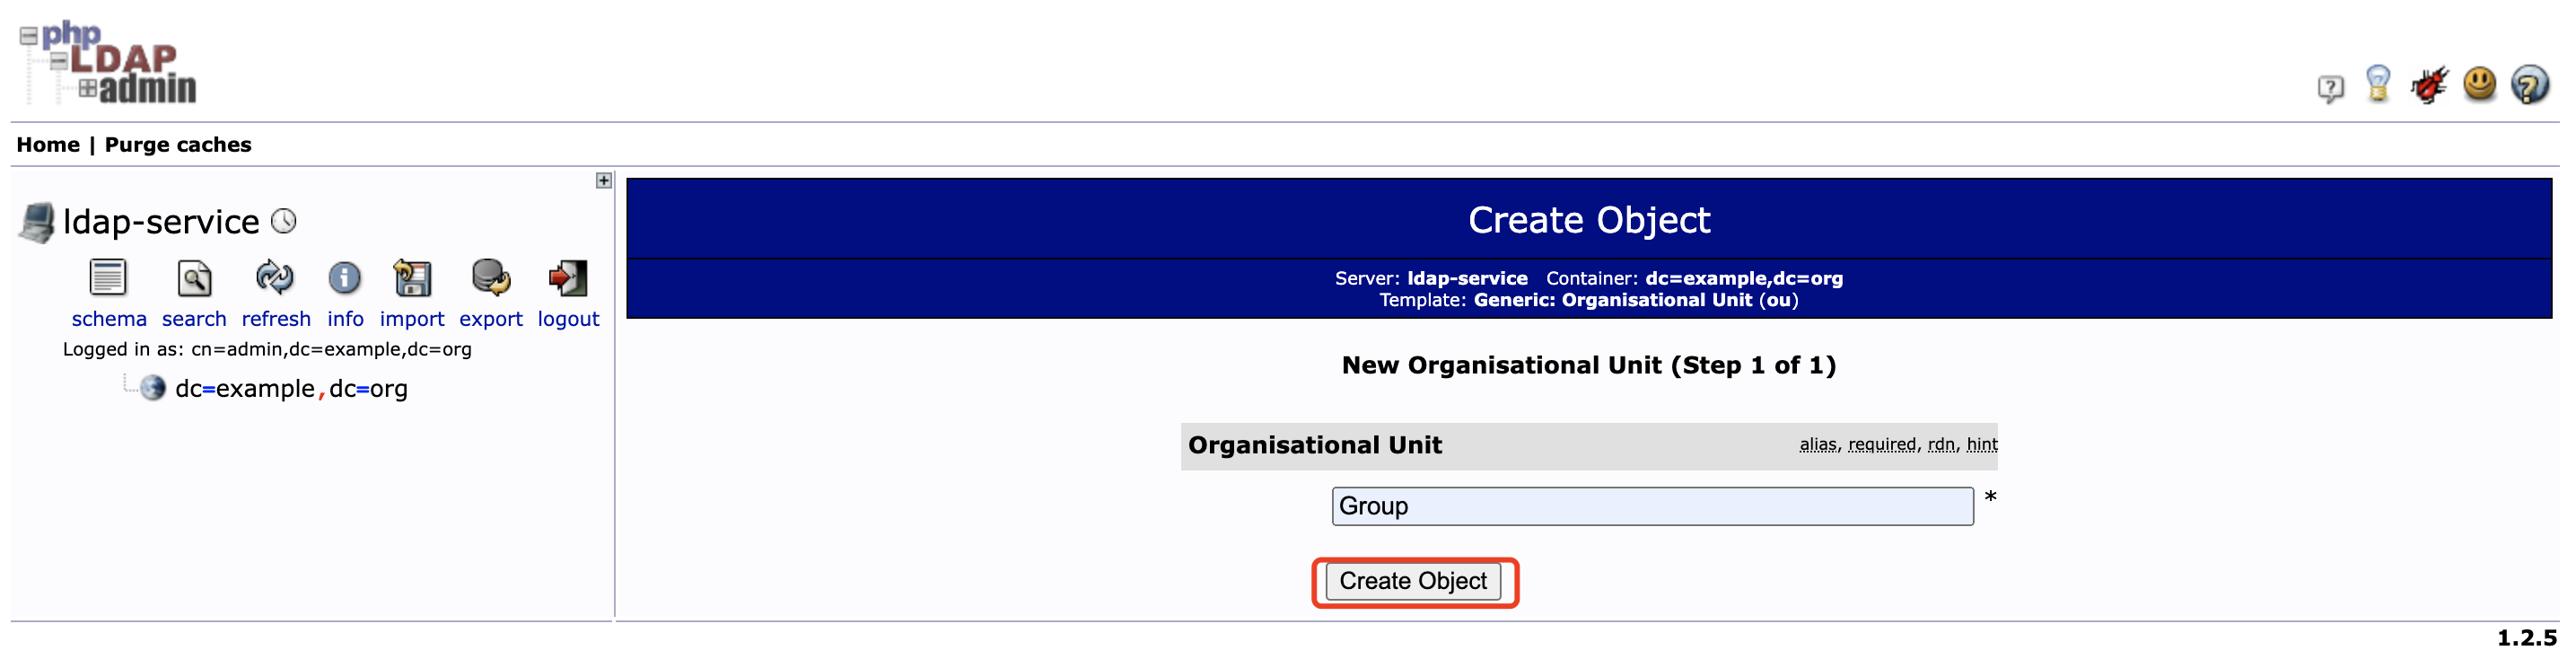 php
LDAP
admin
Home | Purge caches
ldap-service
schema search refresh info import export logout
Logged in as: cn=admin,dc=example,dc=org
dc=example,dc=org
Create Object
Server: ldap-service Container: dc=example,dc=org
Template: Generic: Organisational Unit (ou)
New Organisational Unit (Step 1 of 1)
Organisational Unit alias, required, rdn, hint
Group *
Create Object
1.2.5